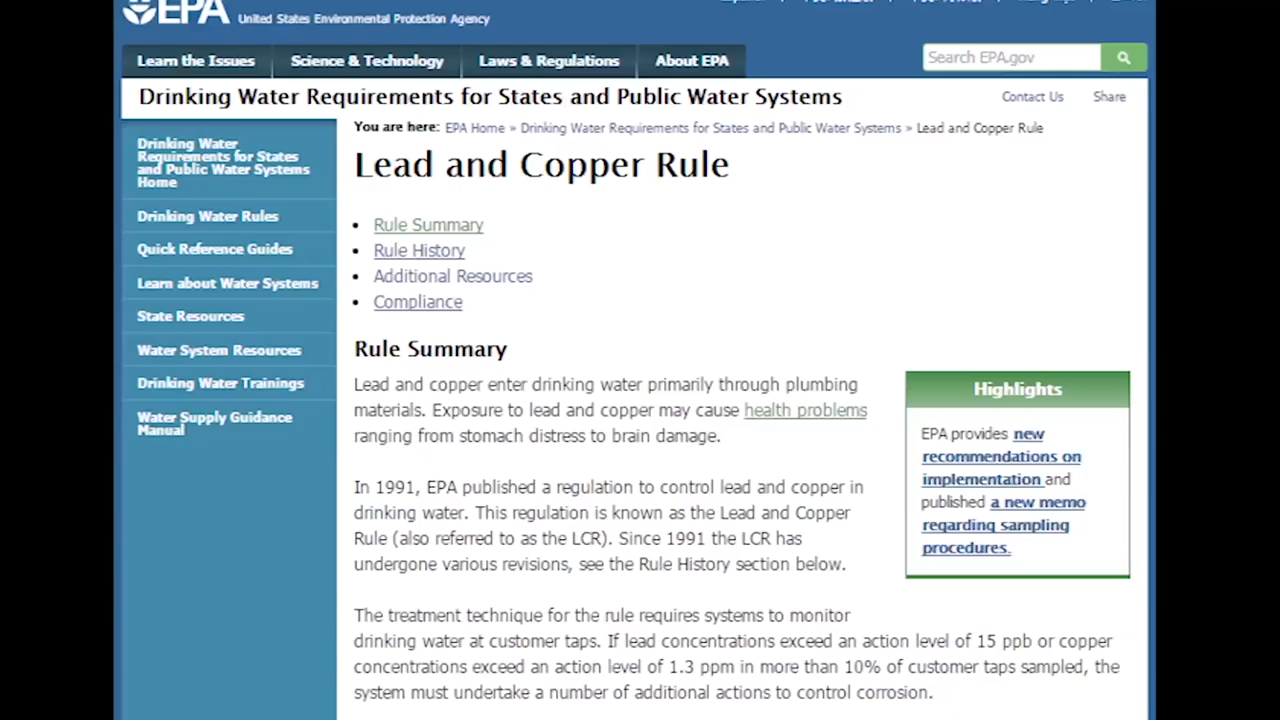 EPA United States Environmental Protection Agency
Learn the Issues Science & Technology Laws & Regulations About EPA Search EPA.gov
Drinking Water Requirements for States and Public Water Systems Contact Us Share
You are here: EPA Home » Drinking Water Requirements for States and Public Water Systems » Lead and Copper Rule
Drinking Water
Requirements for States
and Public Water Systems
Home
Drinking Water Rules
Quick Reference Guides
Learn about Water Systems
State Resources
Water System Resources
Drinking Water Trainings
Water Supply Guidance
Manual
Lead and Copper Rule
• Rule Summary
• Rule History
• Additional Resources
• Compliance
Rule Summary
Lead and copper enter drinking water primarily through plumbing
materials. Exposure to lead and copper may cause health problems
ranging from stomach distress to brain damage.
In 1991, EPA published a regulation to control lead and copper in
drinking water. This regulation is known as the Lead and Copper
Rule (also referred to as the LCR). Since 1991 the LCR has
undergone various revisions, see the Rule History section below.
The treatment technique for the rule requires systems to monitor
drinking water at customer taps. If lead concentrations exceed an action level of 15 ppb or copper
concentrations exceed an action level of 1.3 ppm in more than 10% of customer taps sampled, the
system must undertake a number of additional actions to control corrosion.
Highlights
EPA provides new
recommendations on
implementation and
published a new memo
regarding sampling
procedures.